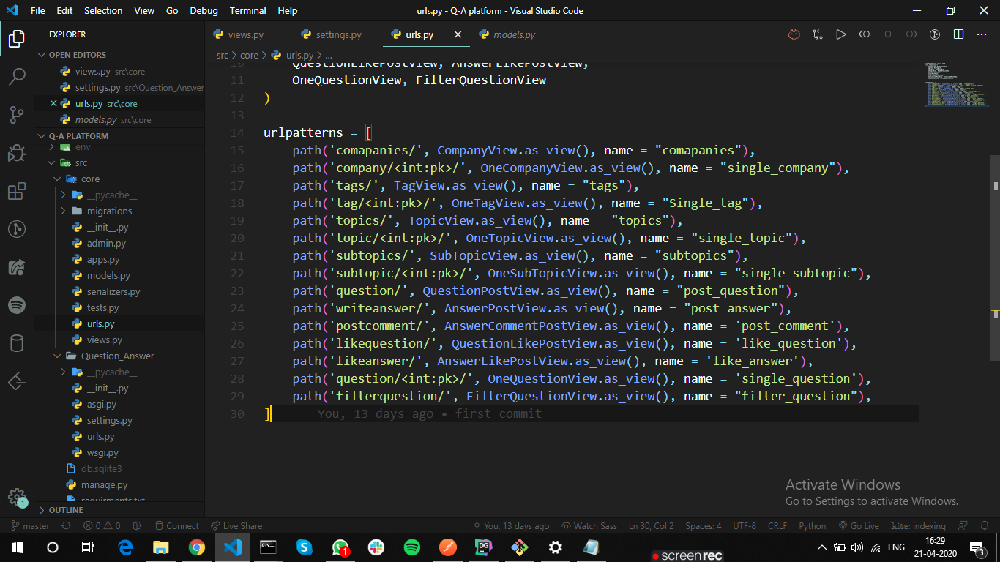 File Edit Selection View Go Debug Terminal Help
urls.py - Q-A platform - Visual Studio Code
EXPLORER
OPEN EDITORS
views.py src\core
settings.py src\Question_Answer
urls.py src\core
models.py src\core
Q-A PLATFORM
env
src
core
__pycache__
migrations
__init__.py
admin.py
apps.py
models.py
serializers.py
tests.py
urls.py
views.py
Question_Answer
__pycache__
__init__.py
asgi.py
settings.py
urls.py
wsgi.py
db.sqlite3
manage.py
requirments.txt
OUTLINE
views.py settings.py urls.py models.py
src > core > urls.py > ...
10 QuestionLikePostView, AnswerLikePostView,
11 OneQuestionView, FilterQuestionView
12 )
13
14 urlpatterns = [
15 path('comapanies/', CompanyView.as_view(), name = "comapanies"),
16 path('company/<int:pk>/', OneCompanyView.as_view(), name = "single_company"),
17 path('tags/', TagView.as_view(), name = "tags"),
18 path('tag/<int:pk>/', OneTagView.as_view(), name = "Single_tag"),
19 path('topics/', TopicView.as_view(), name = "topics"),
20 path('topic/<int:pk>/', OneTopicView.as_view(), name = "single_topic"),
21 path('subtopics/', SubTopicView.as_view(), name = "subtopics"),
22 path('subtopic/<int:pk>/', OneSubTopicView.as_view(), name = "single_subtopic"),
23 path('question/', QuestionPostView.as_view(), name = "post_question"),
24 path('writeanswer/', AnswerPostView.as_view(), name = "post_answer"),
25 path('postcomment/', AnswerCommentPostView.as_view(), name = 'post_comment'),
26 path('likequestion/', QuestionLikePostView.as_view(), name = 'like_question'),
27 path('likeanswer/', AnswerLikePostView.as_view(), name = 'like_answer'),
28 path('question/<int:pk>/', OneQuestionView.as_view(), name = 'single_question'),
29 path('filterquestion/', FilterQuestionView.as_view(), name = "filter_question"),
30 ] You, 13 days ago • first commit
Activate Windows
Go to Settings to activate Windows.
1
master 0 0 Connect Live Share You, 13 days ago Watch Sass Ln 30, Col 2 Spaces: 4 UTF-8 CRLF Python Go Live kite: indexing
1 DG ENG 16:29
21-04-2020 3
screenrec